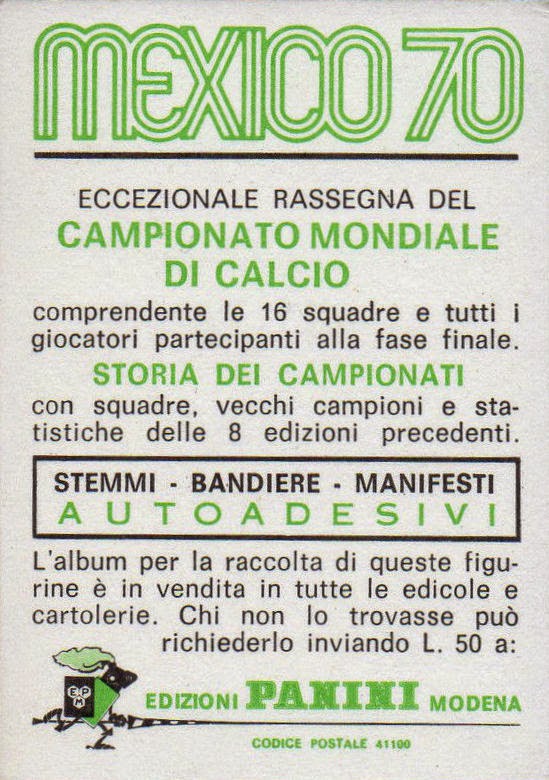 MEXICO 70
ECCEZIONALE RASSEGNA DEL
CAMPIONATO MONDIALE
DI CALCIO
comprendente le 16 squadre e tutti i
giocatori partecipanti alla fase finale.
STORIA DEI CAMPIONATI
con squadre, vecchi campioni e sta-
tistiche delle 8 edizioni precedenti.
STEMMI - BANDIERE - MANIFESTI
AUTOADESIVI
L'album per la raccolta di queste figu-
rine è in vendita in tutte le edicole e
cartolerie. Chi non lo trovasse può
richiederlo inviando L. 50 a:
EPM
EDIZIONI PANINI MODENA
CODICE POSTALE 41100